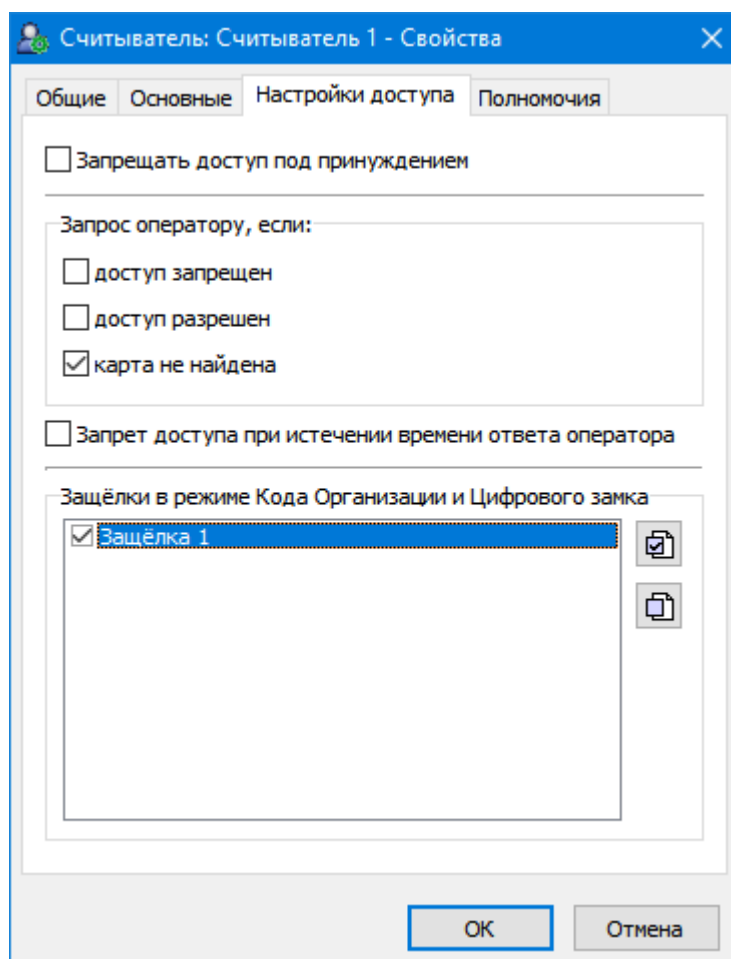 Считыватель: Считыватель 1 - Свойства
Общие Основные Настройки доступа Полномочия
Запрещать доступ под принуждением
Запрос оператору, если:
доступ запрещен
доступ разрешен
карта не найдена
Запрет доступа при истечении времени ответа оператора
Защёлки в режиме Кода Организации и Цифрового замка
Защёлка 1
ОК Отмена